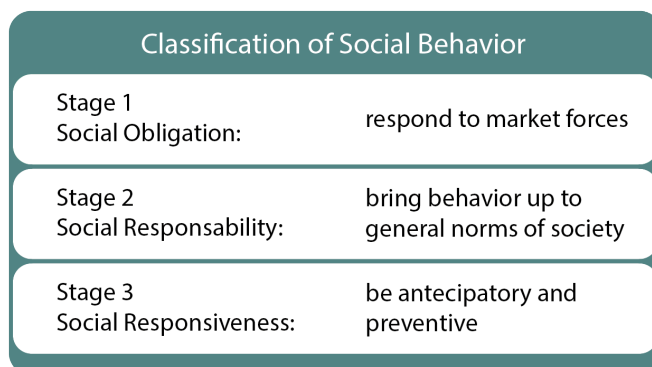 Classification of Social Behavior
Stage 1
Social Obligation:
respond to market forces
Stage 2
Social Responsability:
bring behavior up to
general norms of society
Stage 3
Social Responsiveness:
be antecipatory and
preventive